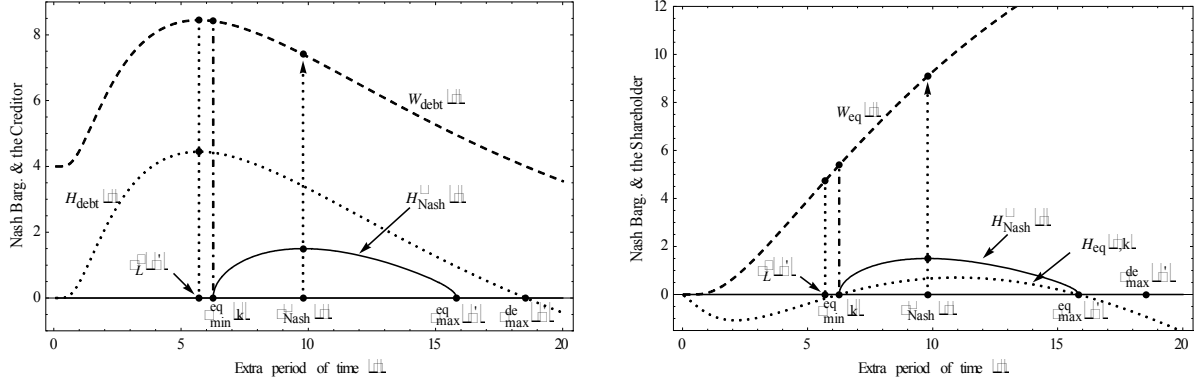 Nash Barg. & the Creditor
8
6
4
2
0
0
5
10
15
20
W debt
H debt
H Nash
L
eq
min
k
Nash
eq
max
de
max
Extra period of time
Nash Barg. & the Shareholder
12
10
8
6
4
2
0
0
5
10
15
20
W eq
H Nash
H eq ,k
L
eq
min
k
Nash
eq
max
de
max
Extra period of time